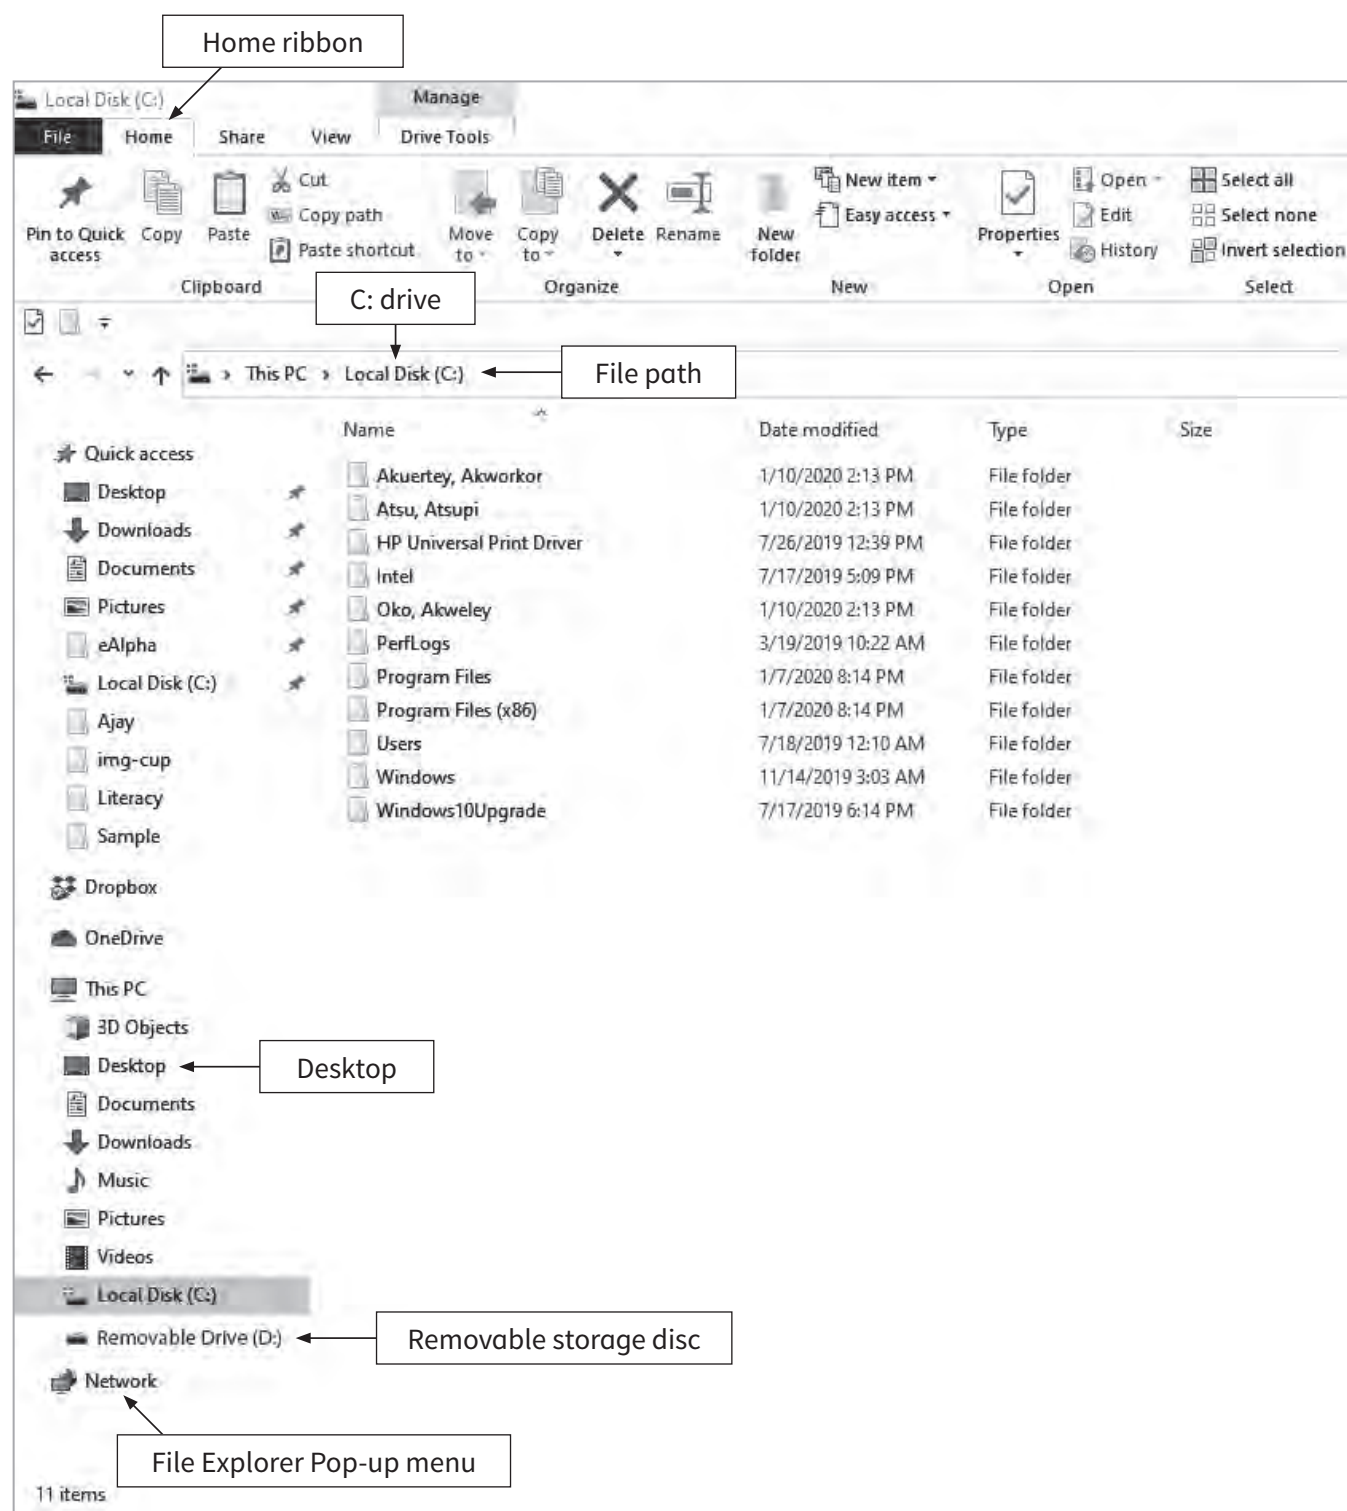 Home ribbon
Local Disk (C:) Manage
File Home Share View Drive Tools
Pin to Quick access Copy Paste Cut Copy path Paste shortcut Move to Copy to Delete Rename New folder New item Easy access Properties Open Edit History Select all Select none Invert selection
Clipboard Organize New Open Select
C: drive
This PC > Local Disk (C:) File path
Name Date modified Type Size
Quick access
Desktop
Downloads
Documents
Pictures
eAlpha
Local Disk (C:)
Ajay
img-cup
Literacy
Sample
Dropbox
OneDrive
This PC
3D Objects
Desktop Desktop
Documents
Downloads
Music
Pictures
Videos
Local Disk (C:)
Removable Drive (D:) Removable storage disc
Network
File Explorer Pop-up menu
Akuertey, Akworkor 1/10/2020 2:13 PM File folder
Atsu, Atsupi 1/10/2020 2:13 PM File folder
HP Universal Print Driver 7/26/2019 12:39 PM File folder
Intel 7/17/2019 5:09 PM File folder
Oko, Akweley 1/10/2020 2:13 PM File folder
PerfLogs 3/19/2019 10:22 AM File folder
Program Files 1/7/2020 8:14 PM File folder
Program Files (x86) 1/7/2020 8:14 PM File folder
Users 7/18/2019 12:10 AM File folder
Windows 11/14/2019 3:03 AM File folder
Windows10Upgrade 7/17/2019 6:14 PM File folder
11 items